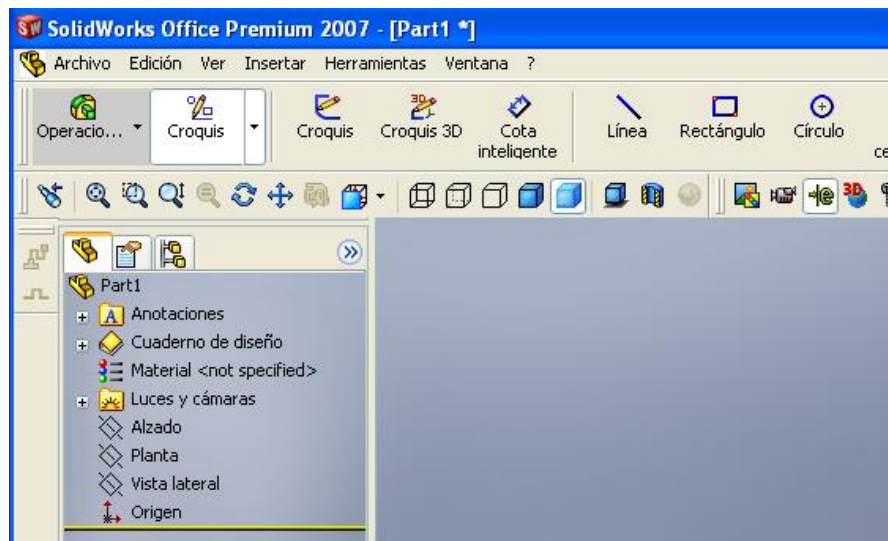 SolidWorks Office Premium 2007 - [Part1 *]
Archivo Edición Ver Insertar Herramientas Ventana ?
Operacio... Croquis Croquis Croquis 3D Cota inteligente Línea Rectángulo Círculo
Part1
Anotaciones
Cuaderno de diseño
Material <not specified>
Luces y cámaras
Alzado
Planta
Vista lateral
Origen